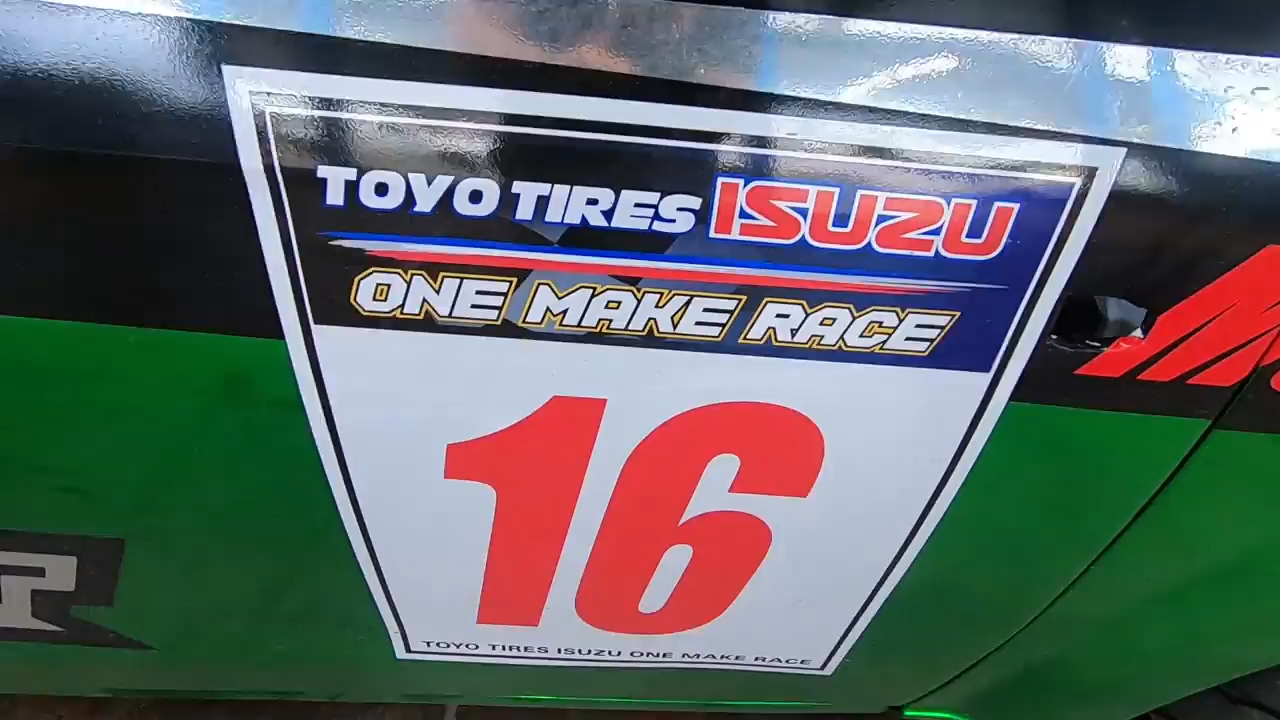 TOYO TIRES ISUZU
ONE MAKE RACE
16
TOYO TIRES ISUZU ONE MAKE RACE